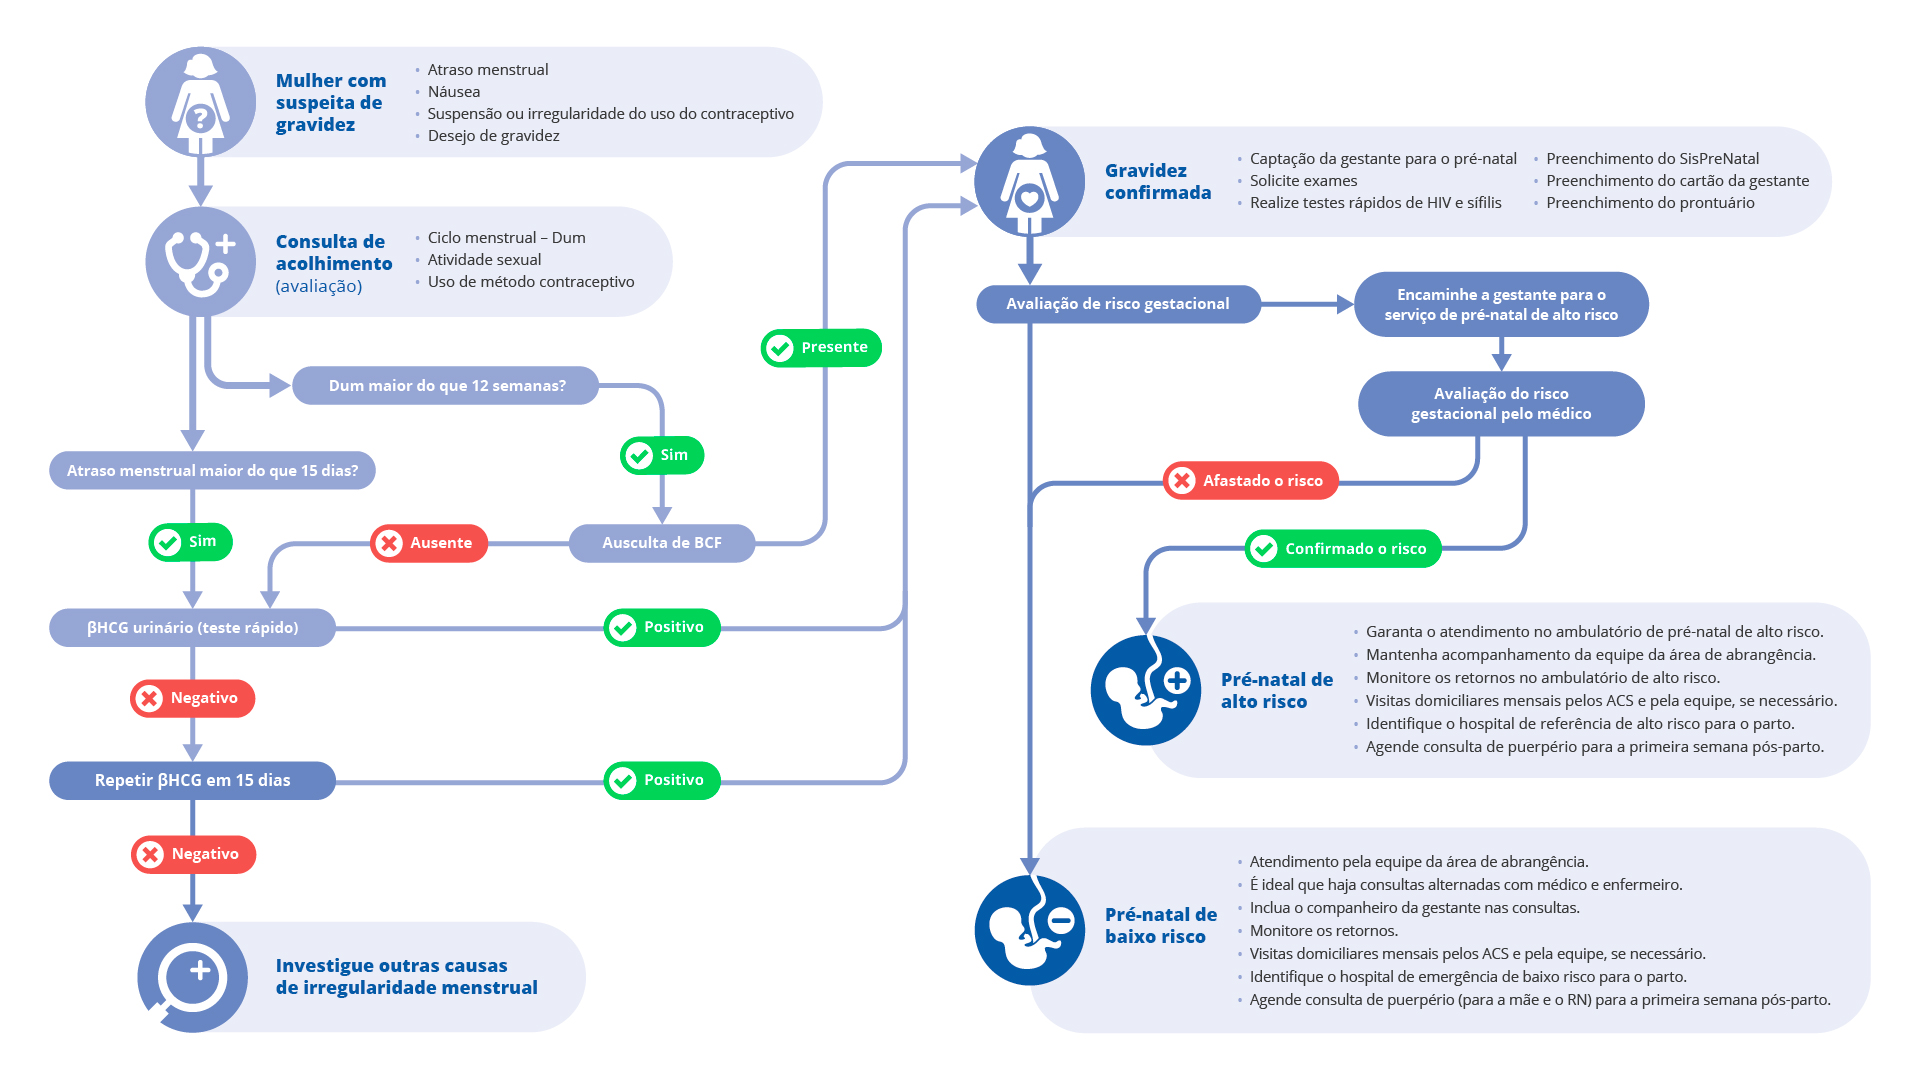 Mulher com
suspeita de
gravidez
• Atraso menstrual
• Náusea
• Suspensão ou irregularidade do uso do contraceptivo
• Desejo de gravidez
?
Consulta de
acolhimento
(avaliação)
• Ciclo menstrual – Dum
• Atividade sexual
• Uso de método contraceptivo
Dum maior do que 12 semanas?
Sim
Atraso menstrual maior do que 15 dias?
Sim
Ausente
Ausculta de BCF
Presente
βHCG urinário (teste rápido)
Positivo
Negativo
Repetir βHCG em 15 dias
Positivo
Negativo
Investigue outras causas
de irregularidade menstrual
Gravidez
confirmada
• Captação da gestante para o pré-natal
• Solicite exames
• Realize testes rápidos de HIV e sífilis
• Preenchimento do SisPreNatal
• Preenchimento do cartão da gestante
• Preenchimento do prontuário
Avaliação de risco gestacional
Encaminhe a gestante para o
serviço de pré-natal de alto risco
Avaliação do risco
gestacional pelo médico
Afastado o risco
Confirmado o risco
Pré-natal de
alto risco
• Garanta o atendimento no ambulatório de pré-natal de alto risco.
• Mantenha acompanhamento da equipe da área de abrangência.
• Monitore os retornos no ambulatório de alto risco.
• Visitas domiciliares mensais pelos ACS e pela equipe, se necessário.
• Identifique o hospital de referência de alto risco para o parto.
• Agende consulta de puerpério para a primeira semana pós-parto.
Pré-natal de
baixo risco
• Atendimento pela equipe da área de abrangência.
• É ideal que haja consultas alternadas com médico e enfermeiro.
• Inclua o companheiro da gestante nas consultas.
• Monitore os retornos.
• Visitas domiciliares mensais pelos ACS e pela equipe, se necessário.
• Identifique o hospital de emergência de baixo risco para o parto.
• Agende consulta de puerpério (para a mãe e o RN) para a primeira semana pós-parto.